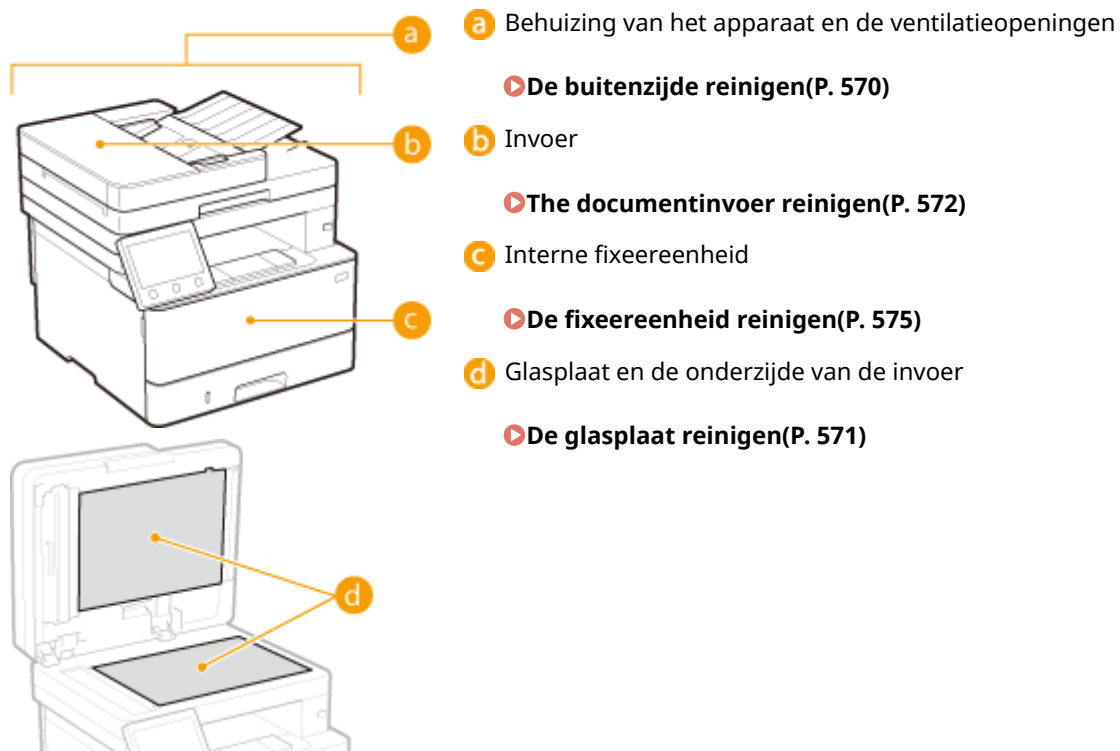 a
b
c
d
a Behuizing van het apparaat en de ventilatieopeningen
De buitenzijde reinigen(P. 570)
b Invoer
The documentinvoer reinigen(P. 572)
c Interne fixeereenheid
De fixeereenheid reinigen(P. 575)
d Glasplaat en de onderzijde van de invoer
De glasplaat reinigen(P. 571)